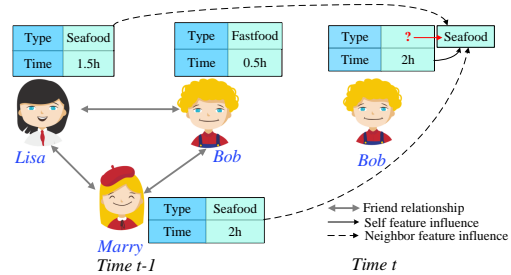 Type Seafood
Time 1.5h
Type Fastfood
Time 0.5h
Type ? Seafood
Time 2h
Lisa
Bob
Bob
Type Seafood
Time 2h
Marry
Time t-1
Time t
Friend relationship
Self feature influence
Neighbor feature influence